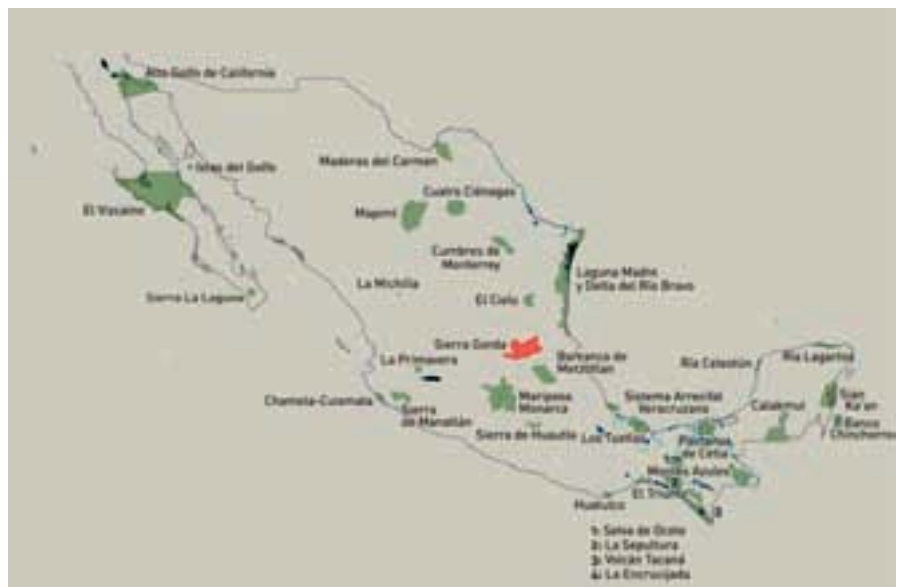 Alto Golfo de California
Islas del Golfo
El Vizcaíno
Sierra La Laguna
Maderas del Carmen
Cuatro Ciénegas
Mapimí
Cumbres de
Monterrey
La Michilía
El Cielo
Laguna Madre
y Delta del Río Bravo
Sierra Gorda
La Primavera
Barranca de
Metztitlán
Chamela-Cuixmala
Sierra
de Manatlán
Mariposa
Monarca
Sierra de Huautla
Sistema Arrecifal
Veracruzano
Los Tuxtlas
Pantanos
de Centla
Montes Azules
El Triunfo
Huatulco
Ría Celestún
Ría Lagartos
Calakmul
Sian
Ka'an
Banco
Chinchorro
1: Selva de Ocote
2: La Sepultura
3: Volcán Tacaná
4: La Encrucijada